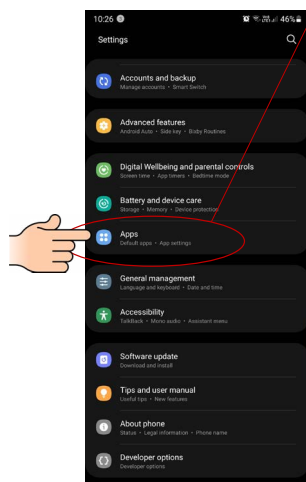 10:26
46%
Settings
Accounts and backup
Manage accounts • Smart Switch
Advanced features
Android Auto • Side key • Bixby Routines
Digital Wellbeing and parental controls
Screen time • App timers • Bedtime mode
Battery and device care
Storage • Memory • Device protection
Apps
Default apps • App settings
General management
Language and keyboard • Date and time
Accessibility
TalkBack • Mono audio • Assistant menu
Software update
Download and install
Tips and user manual
Useful tips • New features
About phone
Status • Legal information • Phone name
Developer options
Developer options